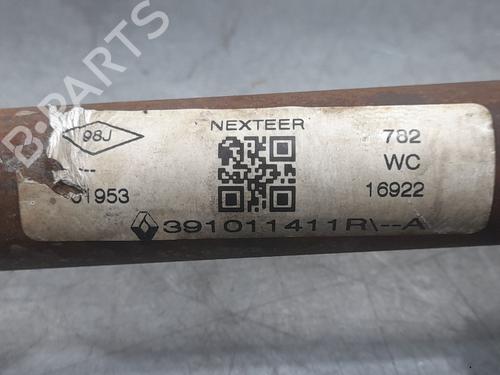 B-PARTS
98J
NEXTEER
782
---
WC
01953
16922
391011411R\--A